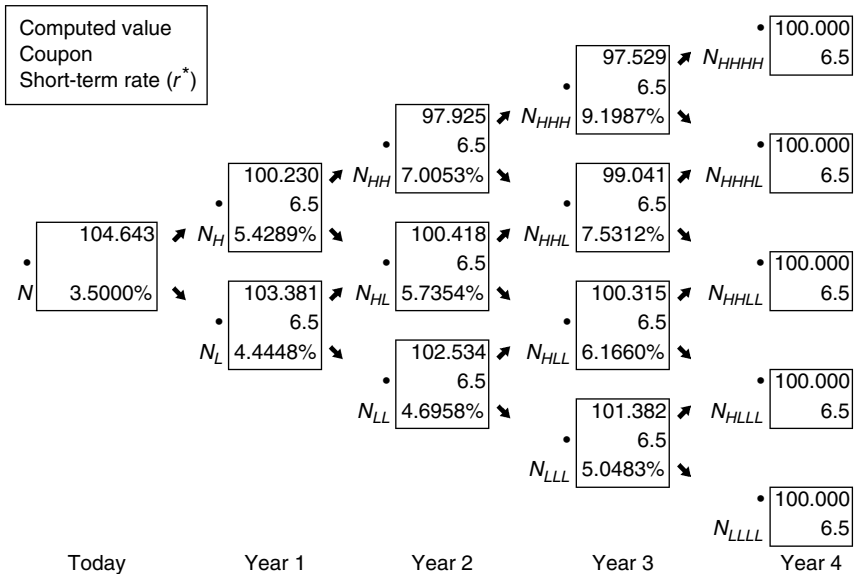 Computed value
Coupon
Short-term rate (r*)
104.643
N 3.5000%
100.230
6.5
N_H 5.4289%
103.381
6.5
N_L 4.4448%
97.925
6.5
N_HH 7.0053%
100.418
6.5
N_HL 5.7354%
102.534
6.5
N_LL 4.6958%
97.529
6.5
N_HHH 9.1987%
99.041
6.5
N_HHL 7.5312%
100.315
6.5
N_HLL 6.1660%
101.382
6.5
N_LLL 5.0483%
100.000
N_HHHH 6.5
100.000
N_HHHL 6.5
100.000
N_HHLL 6.5
100.000
N_HLLL 6.5
100.000
N_LLLL 6.5
Today Year 1 Year 2 Year 3 Year 4